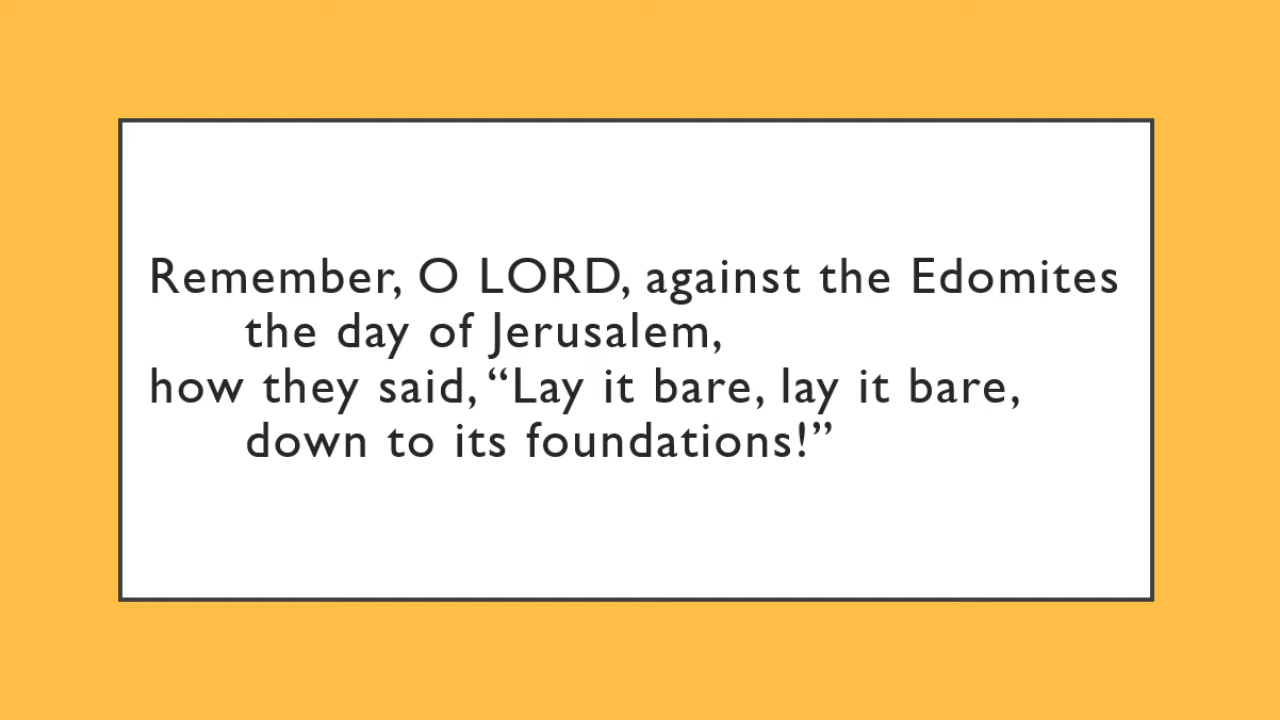 Remember, O LORD, against the Edomites
the day of Jerusalem,
how they said, “Lay it bare, lay it bare,
down to its foundations!”